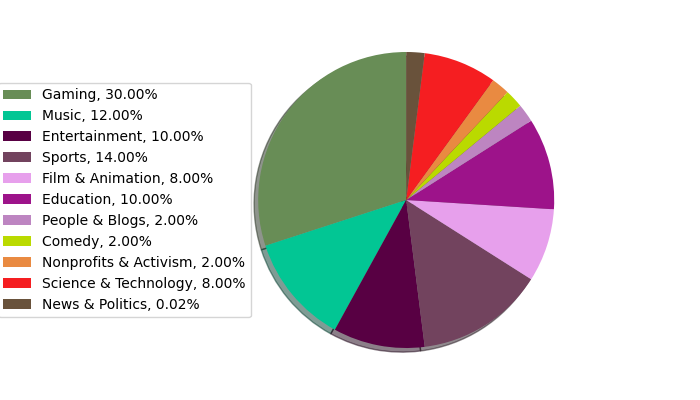 Gaming, 30.00%
Music, 12.00%
Entertainment, 10.00%
Sports, 14.00%
Film & Animation, 8.00%
Education, 10.00%
People & Blogs, 2.00%
Comedy, 2.00%
Nonprofits & Activism, 2.00%
Science & Technology, 8.00%
News & Politics, 0.02%